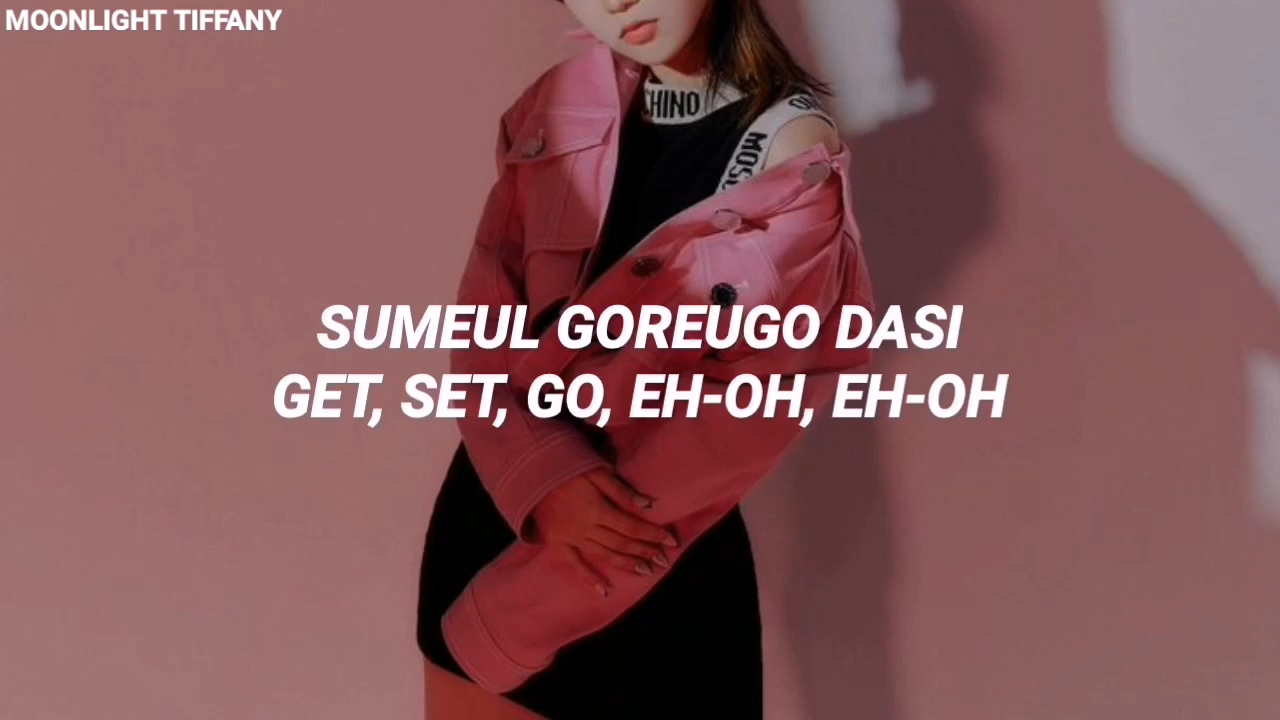 MOONLIGHT TIFFANY
SUMEUL GOREUGO DASI
GET, SET, GO, EH-OH, EH-OH